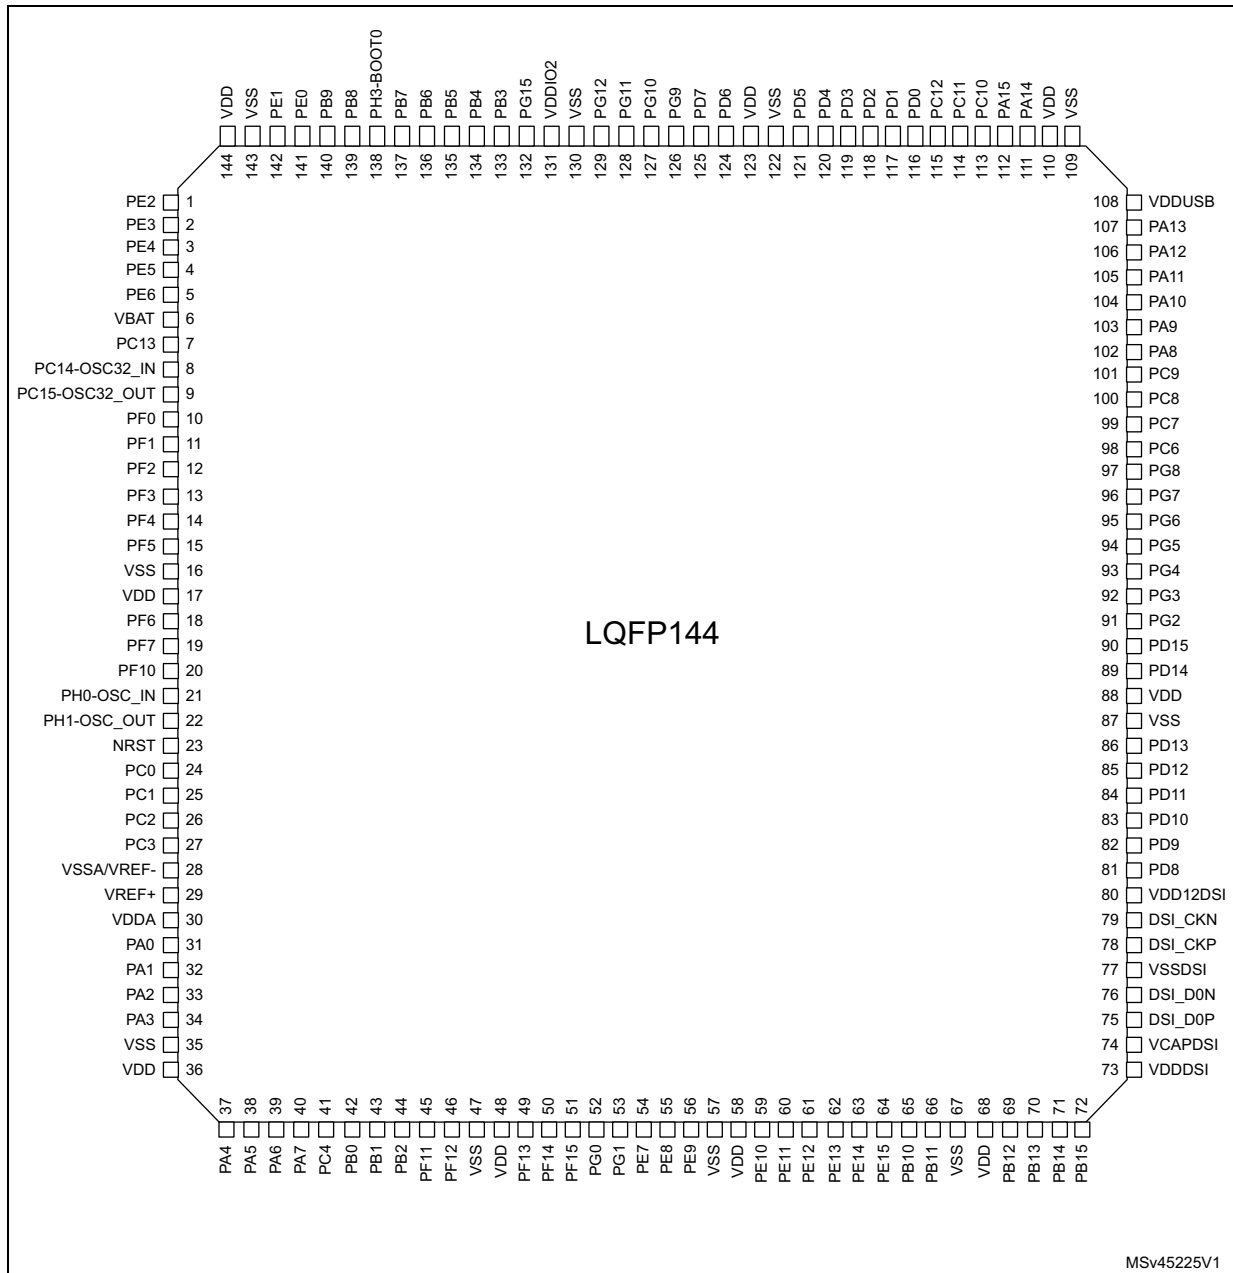 VDD
VSS
PE1
PE0
PB9
PB8
PH3-BOOT0
PB7
PB6
PB5
PB4
PB3
PG15
VDDIO2
VSS
PG12
PG11
PG10
PG9
PD7
PD6
VDD
VSS
PD5
PD4
PD3
PD2
PD1
PD0
PC12
PC11
PC10
PA15
PA14
VDD
VSS
144
143
142
141
140
139
138
137
136
135
134
133
132
131
130
129
128
127
126
125
124
123
122
121
120
119
118
117
116
115
114
113
112
111
110
109
PE2 1
PE3 2
PE4 3
PE5 4
PE6 5
VBAT 6
PC13 7
PC14-OSC32_IN 8
PC15-OSC32_OUT 9
PF0 10
PF1 11
PF2 12
PF3 13
PF4 14
PF5 15
VSS 16
VDD 17
PF6 18
PF7 19
PF10 20
PH0-OSC_IN 21
PH1-OSC_OUT 22
NRST 23
PC0 24
PC1 25
PC2 26
PC3 27
VSSA/VREF- 28
VREF+ 29
VDDA 30
PA0 31
PA1 32
PA2 33
PA3 34
VSS 35
VDD 36
LQFP144
108 VDDUSB
107 PA13
106 PA12
105 PA11
104 PA10
103 PA9
102 PA8
101 PC9
100 PC8
99 PC7
98 PC6
97 PG8
96 PG7
95 PG6
94 PG5
93 PG4
92 PG3
91 PG2
90 PD15
89 PD14
88 VDD
87 VSS
86 PD13
85 PD12
84 PD11
83 PD10
82 PD9
81 PD8
80 VDD12DSI
79 DSI_CKN
78 DSI_CKP
77 VSSDSI
76 DSI_D0N
75 DSI_D0P
74 VCAPDSI
73 VDDDSI
37
38
39
40
41
42
43
44
45
46
47
48
49
50
51
52
53
54
55
56
57
58
59
60
61
62
63
64
65
66
67
68
69
70
71
72
PA4
PA5
PA6
PA7
PC4
PB0
PB1
PB2
PF11
PF12
VSS
VDD
PF13
PF14
PF15
PG0
PG1
PE7
PE8
PE9
VSS
VDD
PE10
PE11
PE12
PE13
PE14
PE15
PB10
PB11
VSS
VDD
PB12
PB13
PB14
PB15
MSv45225V1